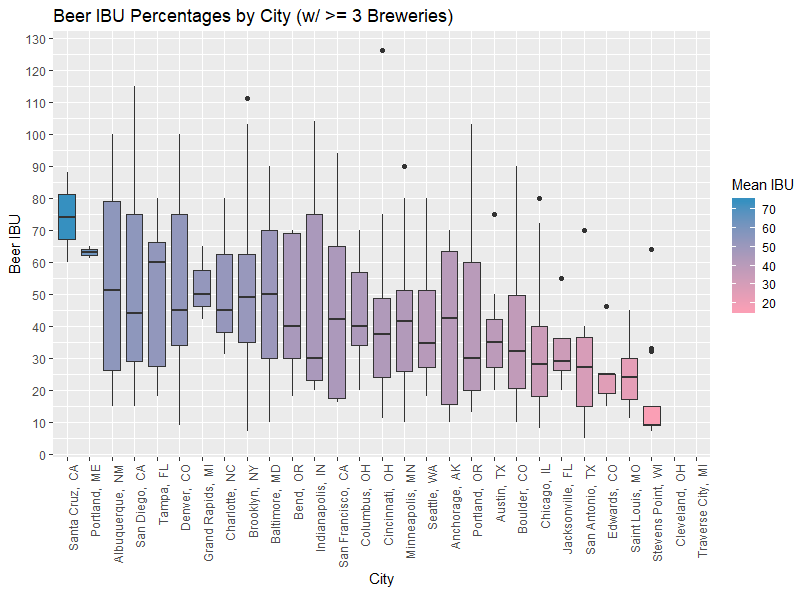 Beer IBU Percentages by City (w/ >= 3 Breweries)
130
120
110
100
90
80
70
60
50
40
30
20
10
0
Beer IBU
Santa Cruz, CA
Portland, ME
Albuquerque, NM
San Diego, CA
Tampa, FL
Denver, CO
Grand Rapids, MI
Charlotte, NC
Brooklyn, NY
Baltimore, MD
Bend, OR
Indianapolis, IN
San Francisco, CA
Columbus, OH
Cincinnati, OH
Minneapolis, MN
Seattle, WA
Anchorage, AK
Portland, OR
Austin, TX
Boulder, CO
Chicago, IL
Jacksonville, FL
San Antonio, TX
Edwards, CO
Saint Louis, MO
Stevens Point, WI
Cleveland, OH
Traverse City, MI
City
Mean IBU
70
60
50
40
30
20